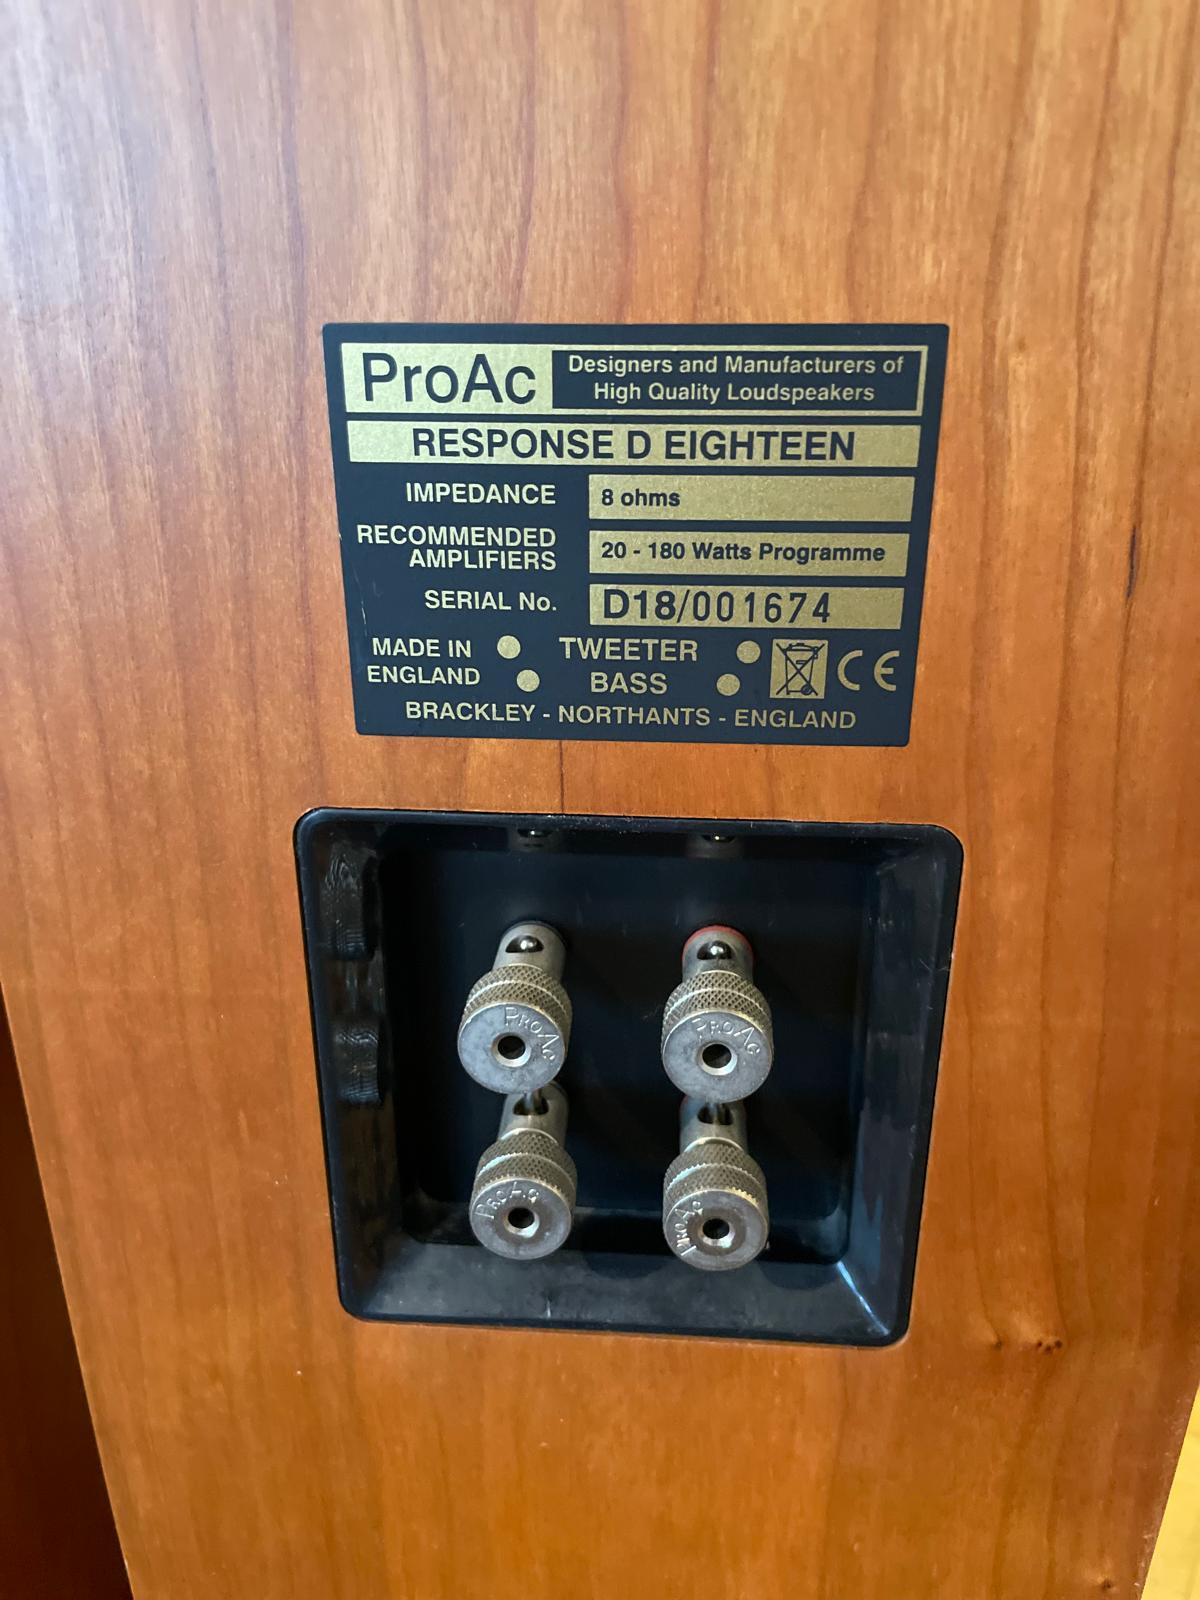 ProAc
Designers and Manufacturers of
High Quality Loudspeakers
RESPONSE D EIGHTEEN
IMPEDANCE 8 ohms
RECOMMENDED
AMPLIFIERS 20 - 180 Watts Programme
SERIAL No. D18/001674
MADE IN
ENGLAND
TWEETER
BASS
CE
BRACKLEY - NORTHANTS - ENGLAND
PROAC
PROAC
PROAC
PROAC